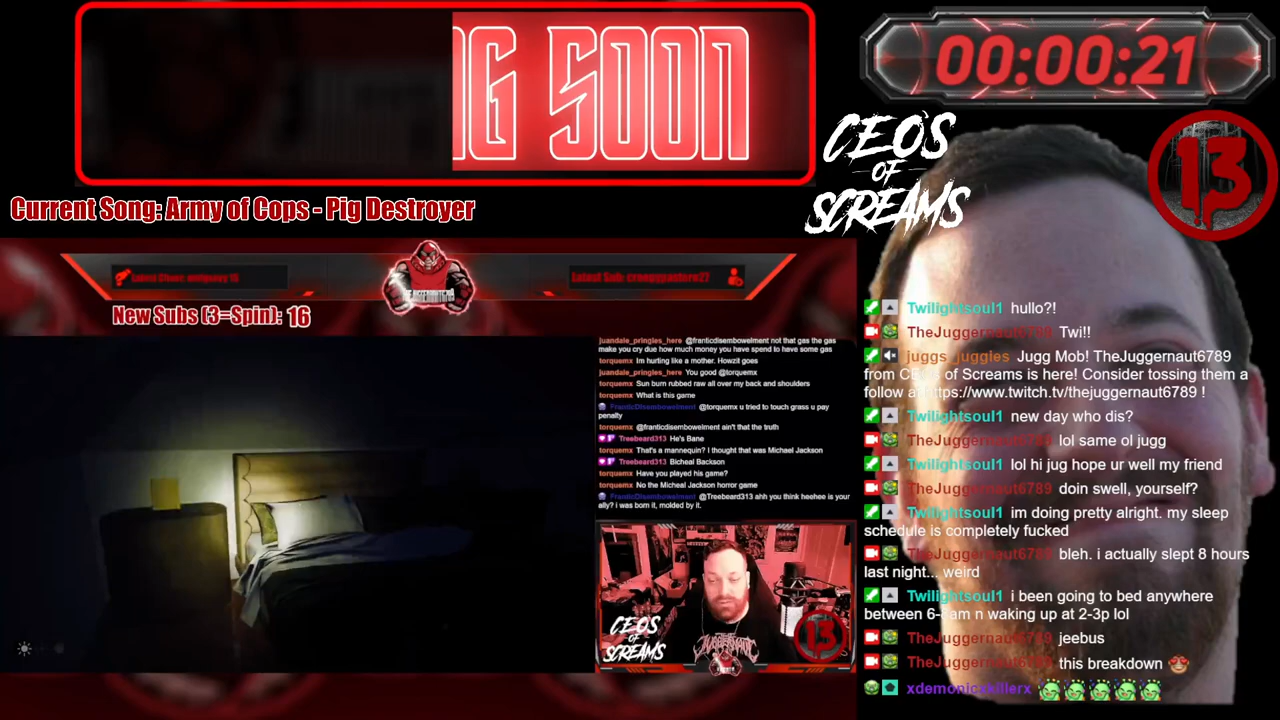 G SOON
00:00:21
CEO'S
OF
SCREAMS
13
Current Song: Army of Cops - Pig Destroyer
Latest Sub: creeggpasture27
New Subs (3=Spin): 16
juandale_pringles_here @franticdisembowelment not that gas the gas
make you cry due how much money you have spend to have some gas
torquemx Im hurting like a mother. Howzit goes
juandale_pringles_here You good @torquemx
torquemx Sun burn rubbed raw all over my back and shoulders
torquemx What is this game
FranticDisembowelment @torquemx u tried to touch grass u pay
penalty
torquemx @franticdisembowelment ain't that the truth
Treebeard313 He's Bane
torquemx That's a mannequin? I thought that was Michael Jackson
Treebeard313 Bicheal Backson
torquemx Have you played his game?
torquemx No the Micheal Jackson horror game
FranticDisembowelment @Treebeard313 ahh you think heehee is your
ally? i was born it, molded by it.
CEO'S
OF
SCREAMS
13
Twilightsoul1 hullo?!
TheJuggernaut6789 Twi!!
juggs_juggies Jugg Mob! TheJuggernaut6789
from CEOs of Screams is here! Consider tossing them a
follow at https://www.twitch.tv/thejuggernaut6789 !
Twilightsoul1 new day who dis?
TheJuggernaut6789 lol same ol jugg
Twilightsoul1 lol hi jug hope ur well my friend
TheJuggernaut6789 doin swell, yourself?
Twilightsoul1 im doing pretty alright. my sleep
schedule is completely fucked
TheJuggernaut6789 bleh. i actually slept 8 hours
last night... weird
Twilightsoul1 i been going to bed anywhere
between 6- am n waking up at 2-3p lol
TheJuggernaut6789 jeebus
TheJuggernaut6789 this breakdown
xdemonicxkillerx